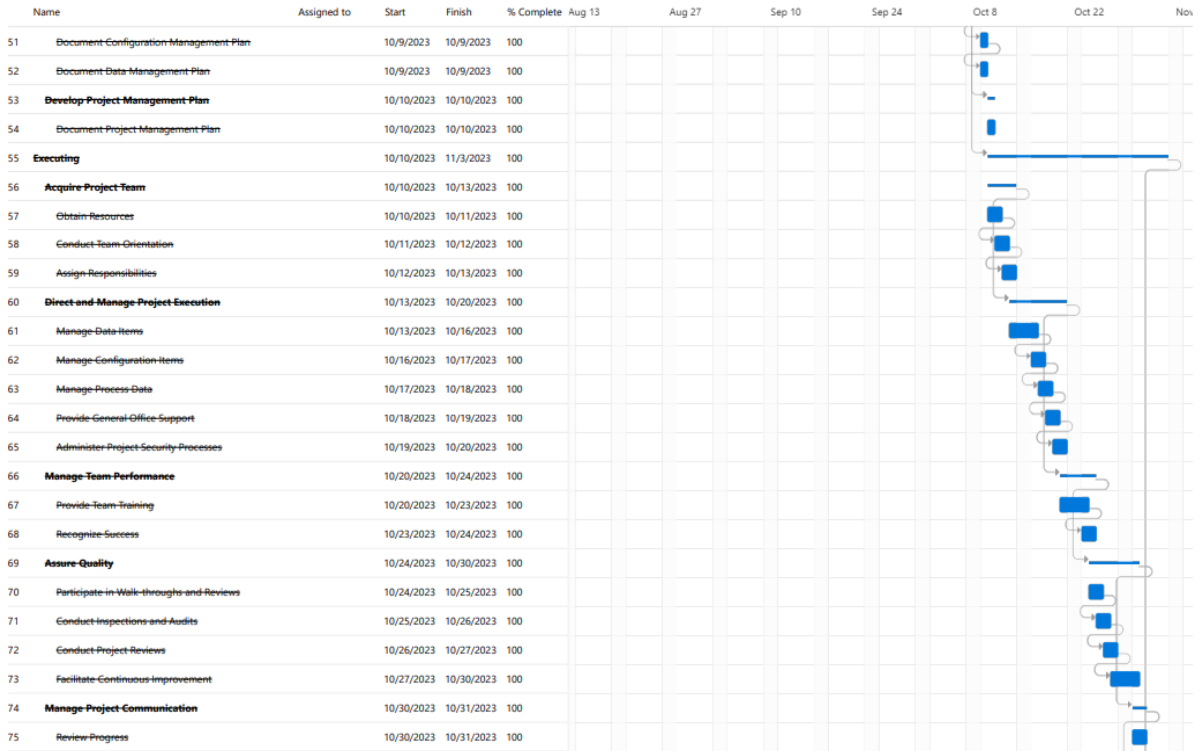 Name Assigned to Start Finish % Complete Aug 13 Aug 27 Sep 10 Sep 24 Oct 8 Oct 22 Nov
51 Document Configuration Management Plan 10/9/2023 10/9/2023 100
52 Document Data Management Plan 10/9/2023 10/9/2023 100
53 Develop Project Management Plan 10/10/2023 10/10/2023 100
54 Document Project Management Plan 10/10/2023 10/10/2023 100
55 Executing 10/10/2023 11/3/2023 100
56 Acquire Project Team 10/10/2023 10/13/2023 100
57 Obtain Resources 10/10/2023 10/11/2023 100
58 Conduct Team Orientation 10/11/2023 10/12/2023 100
59 Assign Responsibilities 10/12/2023 10/13/2023 100
60 Direct and Manage Project Execution 10/13/2023 10/20/2023 100
61 Manage Data Items 10/13/2023 10/16/2023 100
62 Manage Configuration Items 10/16/2023 10/17/2023 100
63 Manage Process Data 10/17/2023 10/18/2023 100
64 Provide General Office Support 10/18/2023 10/19/2023 100
65 Administer Project Security Processes 10/19/2023 10/20/2023 100
66 Manage Team Performance 10/20/2023 10/24/2023 100
67 Provide Team Training 10/20/2023 10/23/2023 100
68 Recognize Success 10/23/2023 10/24/2023 100
69 Assure Quality 10/24/2023 10/30/2023 100
70 Participate in Walk-throughs and Reviews 10/24/2023 10/25/2023 100
71 Conduct Inspections and Audits 10/25/2023 10/26/2023 100
72 Conduct Project Reviews 10/26/2023 10/27/2023 100
73 Facilitate Continuous Improvement 10/27/2023 10/30/2023 100
74 Manage Project Communication 10/30/2023 10/31/2023 100
75 Review Progress 10/30/2023 10/31/2023 100